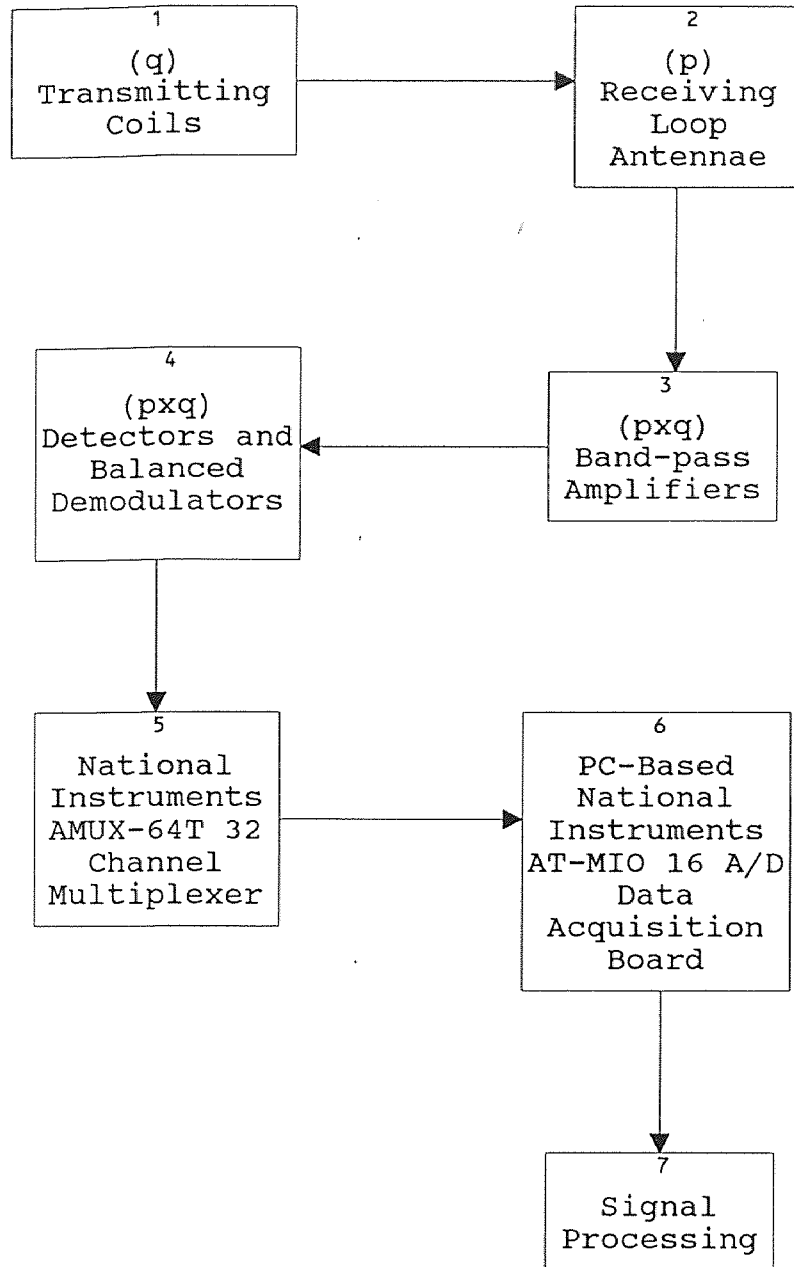 1
(q)
Transmitting
Coils
2
(p)
Receiving
Loop
Antennae
3
(pxq)
Band-pass
Amplifiers
4
(pxq)
Detectors and
Balanced
Demodulators
5
National
Instruments
AMUX-64T 32
Channel
Multiplexer
6
PC-Based
National
Instruments
AT-MIO 16 A/D
Data
Acquisition
Board
7
Signal
Processing